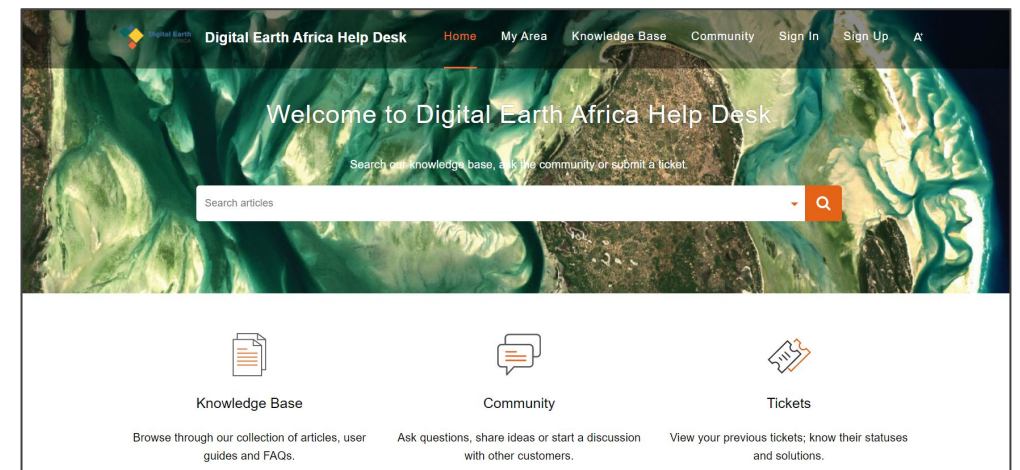 Digital Earth
AFRICA
Digital Earth Africa Help Desk Home My Area Knowledge Base Community Sign In Sign Up A+
Welcome to Digital Earth Africa Help Desk
Search our knowledge base, ask the community or submit a ticket.
Search articles
Knowledge Base Community Tickets
Browse through our collection of articles, user
guides and FAQs.
Ask questions, share ideas or start a discussion
with other customers.
View your previous tickets; know their statuses
and solutions.